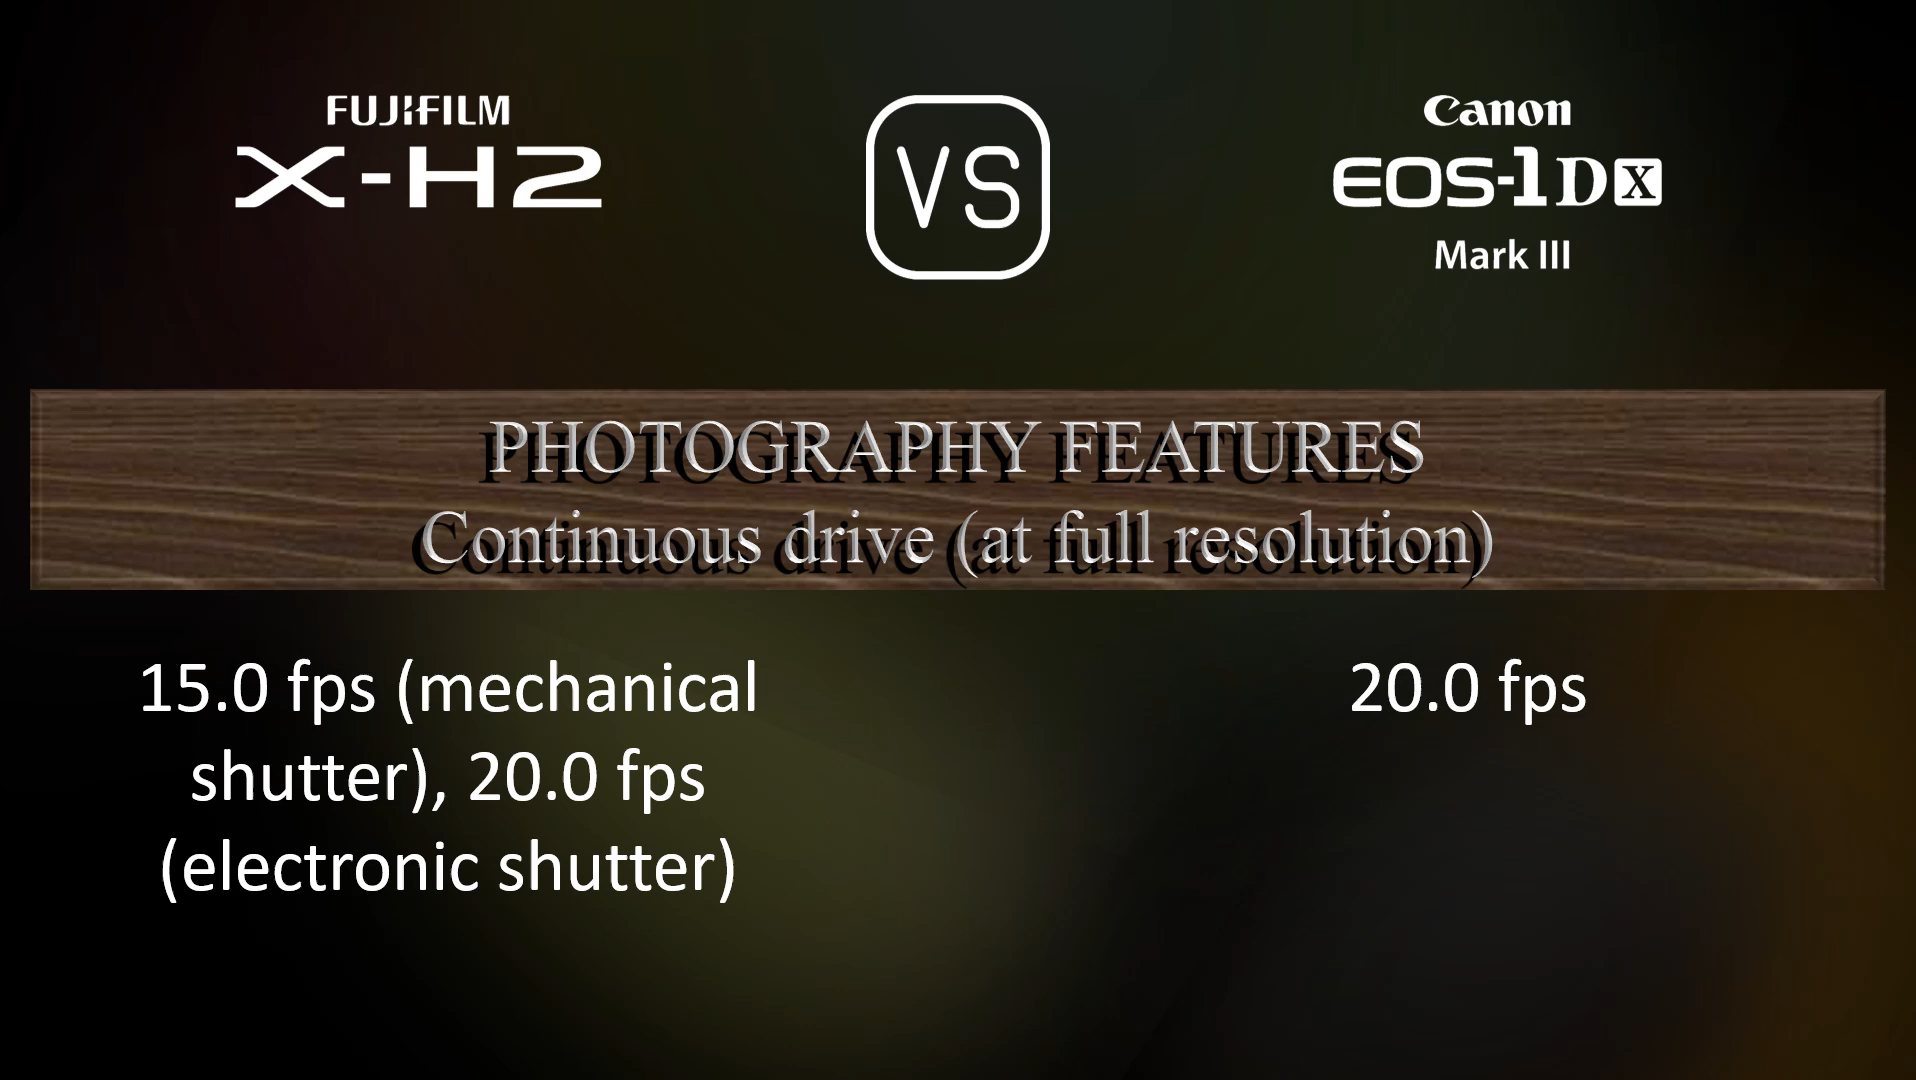 FUJIFILM
X-H2
VS
Canon
EOS-1DX
Mark III
PHOTOGRAPHY FEATURES
Continuous drive (at full resolution)
15.0 fps (mechanical
shutter), 20.0 fps
(electronic shutter)
20.0 fps